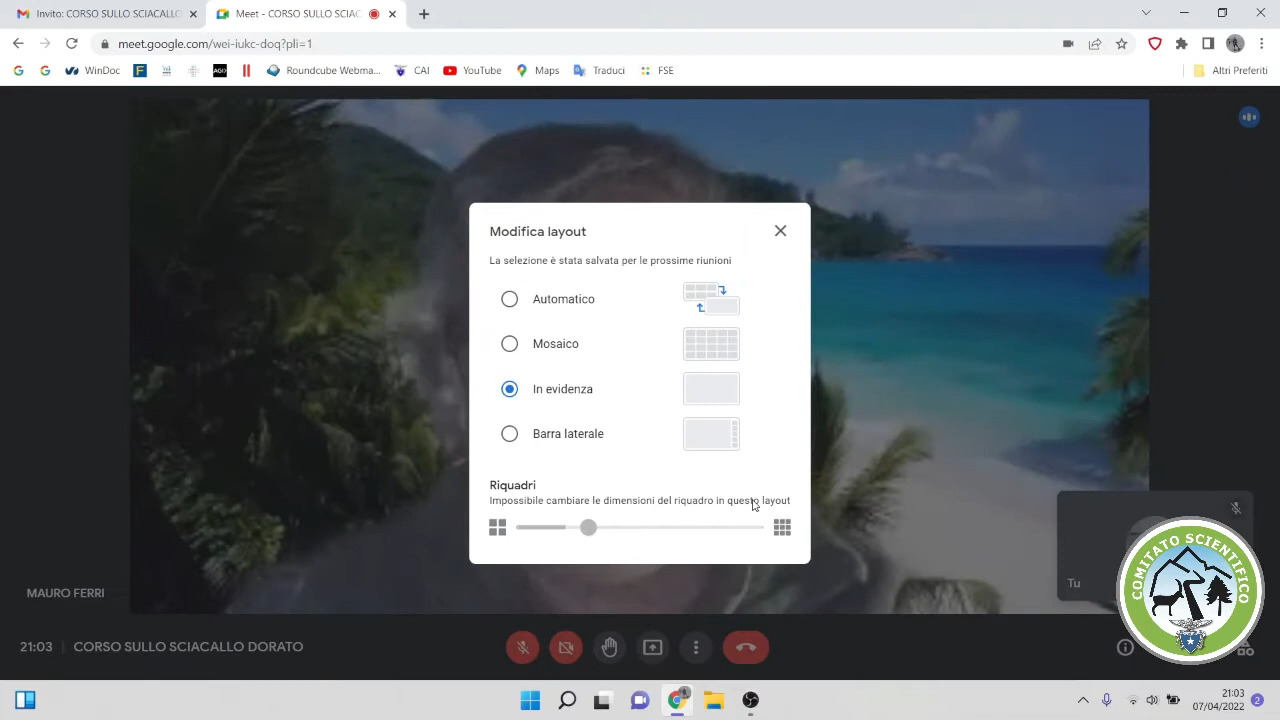 Invito: CORSO SULLO SCIACALLO
Meet - CORSO SULLO SCIAC
meet.google.com/wei-iukc-doq?pli=1
WinDoc
F
AGD
Roundcube Webma...
CAI
YouTube
Maps
Traduci
FSE
Altri Preferiti
Modifica layout
La selezione è stata salvata per le prossime riunioni
Automatico
Mosaico
In evidenza
Barra laterale
Riquadri
Impossibile cambiare le dimensioni del riquadro in questo layout
MAURO FERRI
Tu
COMITATO SCIENTIFICO
21:03 | CORSO SULLO SCIACALLO DORATO
21:03
07/04/2022
2